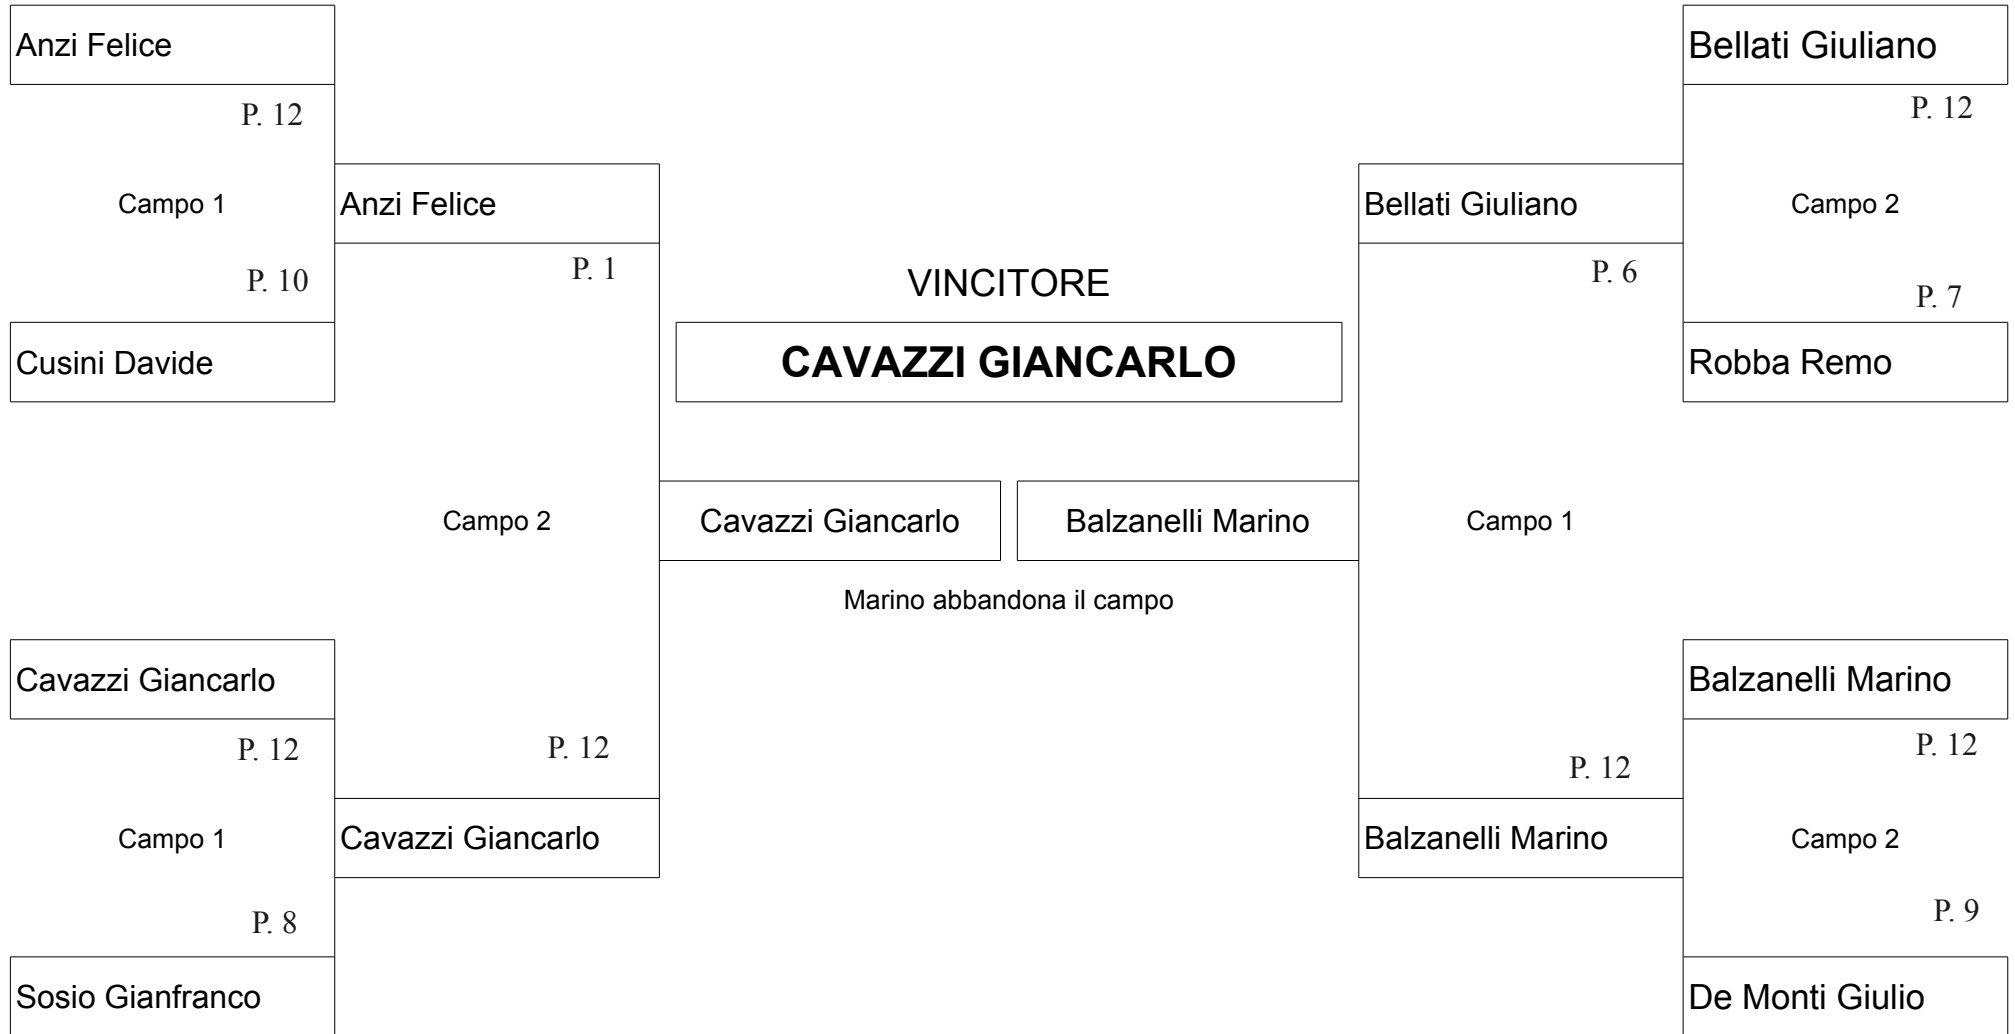 Anzi Felice
Bellati Giuliano
P. 12
P. 12
Campo 1
Anzi Felice
Bellati Giuliano
Campo 2
P. 10
P. 1
VINCITORE
P. 6
P. 7
Cusini Davide
CAVAZZI GIANCARLO
Robba Remo
Campo 2
Cavazzi Giancarlo
Balzanelli Marino
Campo 1
Marino abbandona il campo
Cavazzi Giancarlo
Balzanelli Marino
P. 12
P. 12
P. 12
P. 12
Campo 1
Cavazzi Giancarlo
Balzanelli Marino
Campo 2
P. 8
P. 9
Sosio Gianfranco
De Monti Giulio